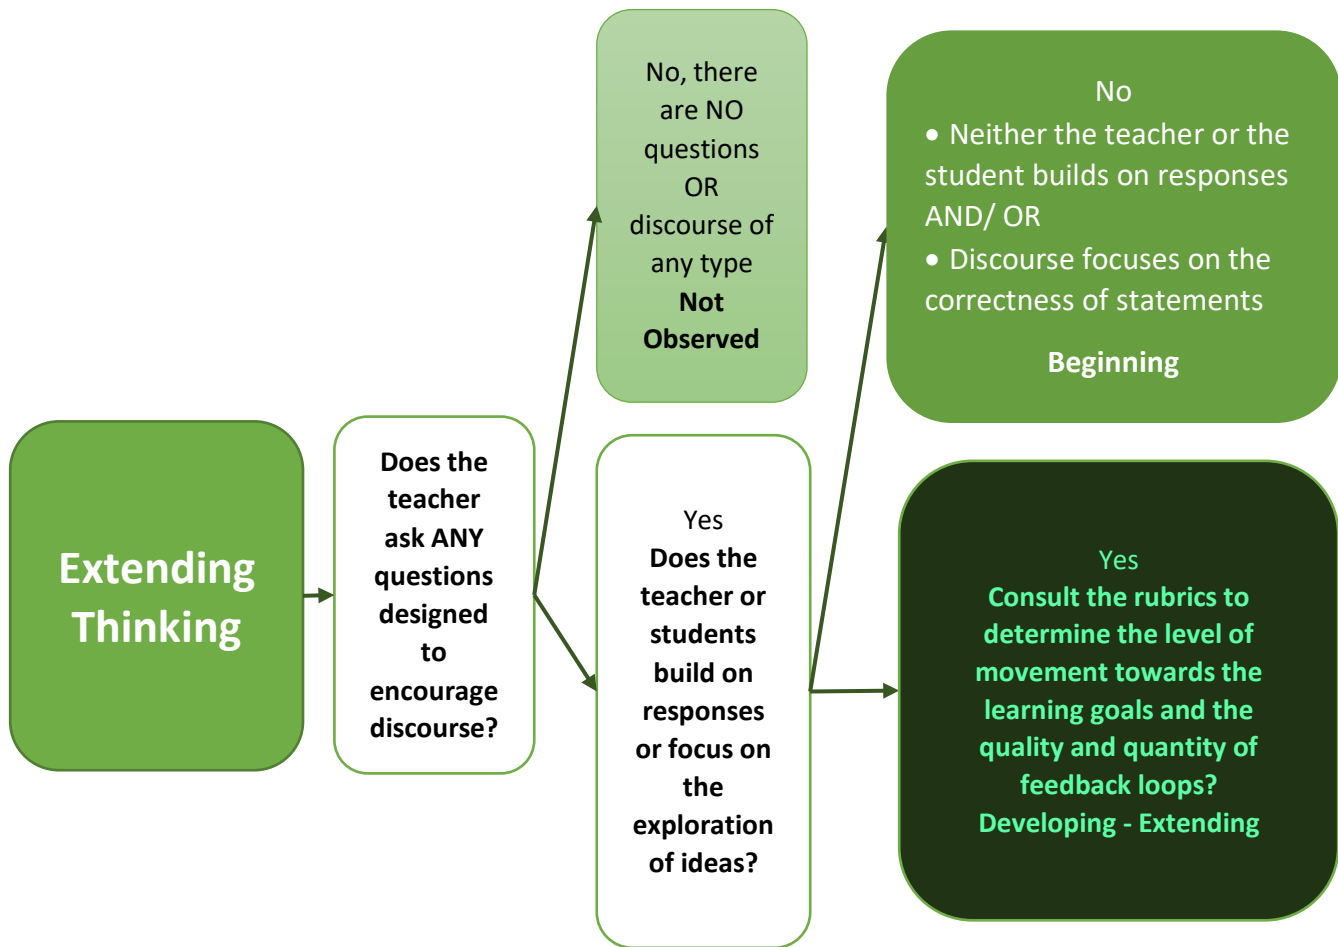 Extending
Thinking
Does the
teacher
ask ANY
questions
designed
to
encourage
discourse?
No, there
are NO
questions
OR
discourse of
any type
Not
Observed
Yes
Does the
teacher or
students
build on
responses
or focus on
the
exploration
of ideas?
No
• Neither the teacher or the
student builds on responses
AND/ OR
• Discourse focuses on the
correctness of statements
Beginning
Yes
Consult the rubrics to
determine the level of
movement towards the
learning goals and the
quality and quantity of
feedback loops?
Developing - Extending